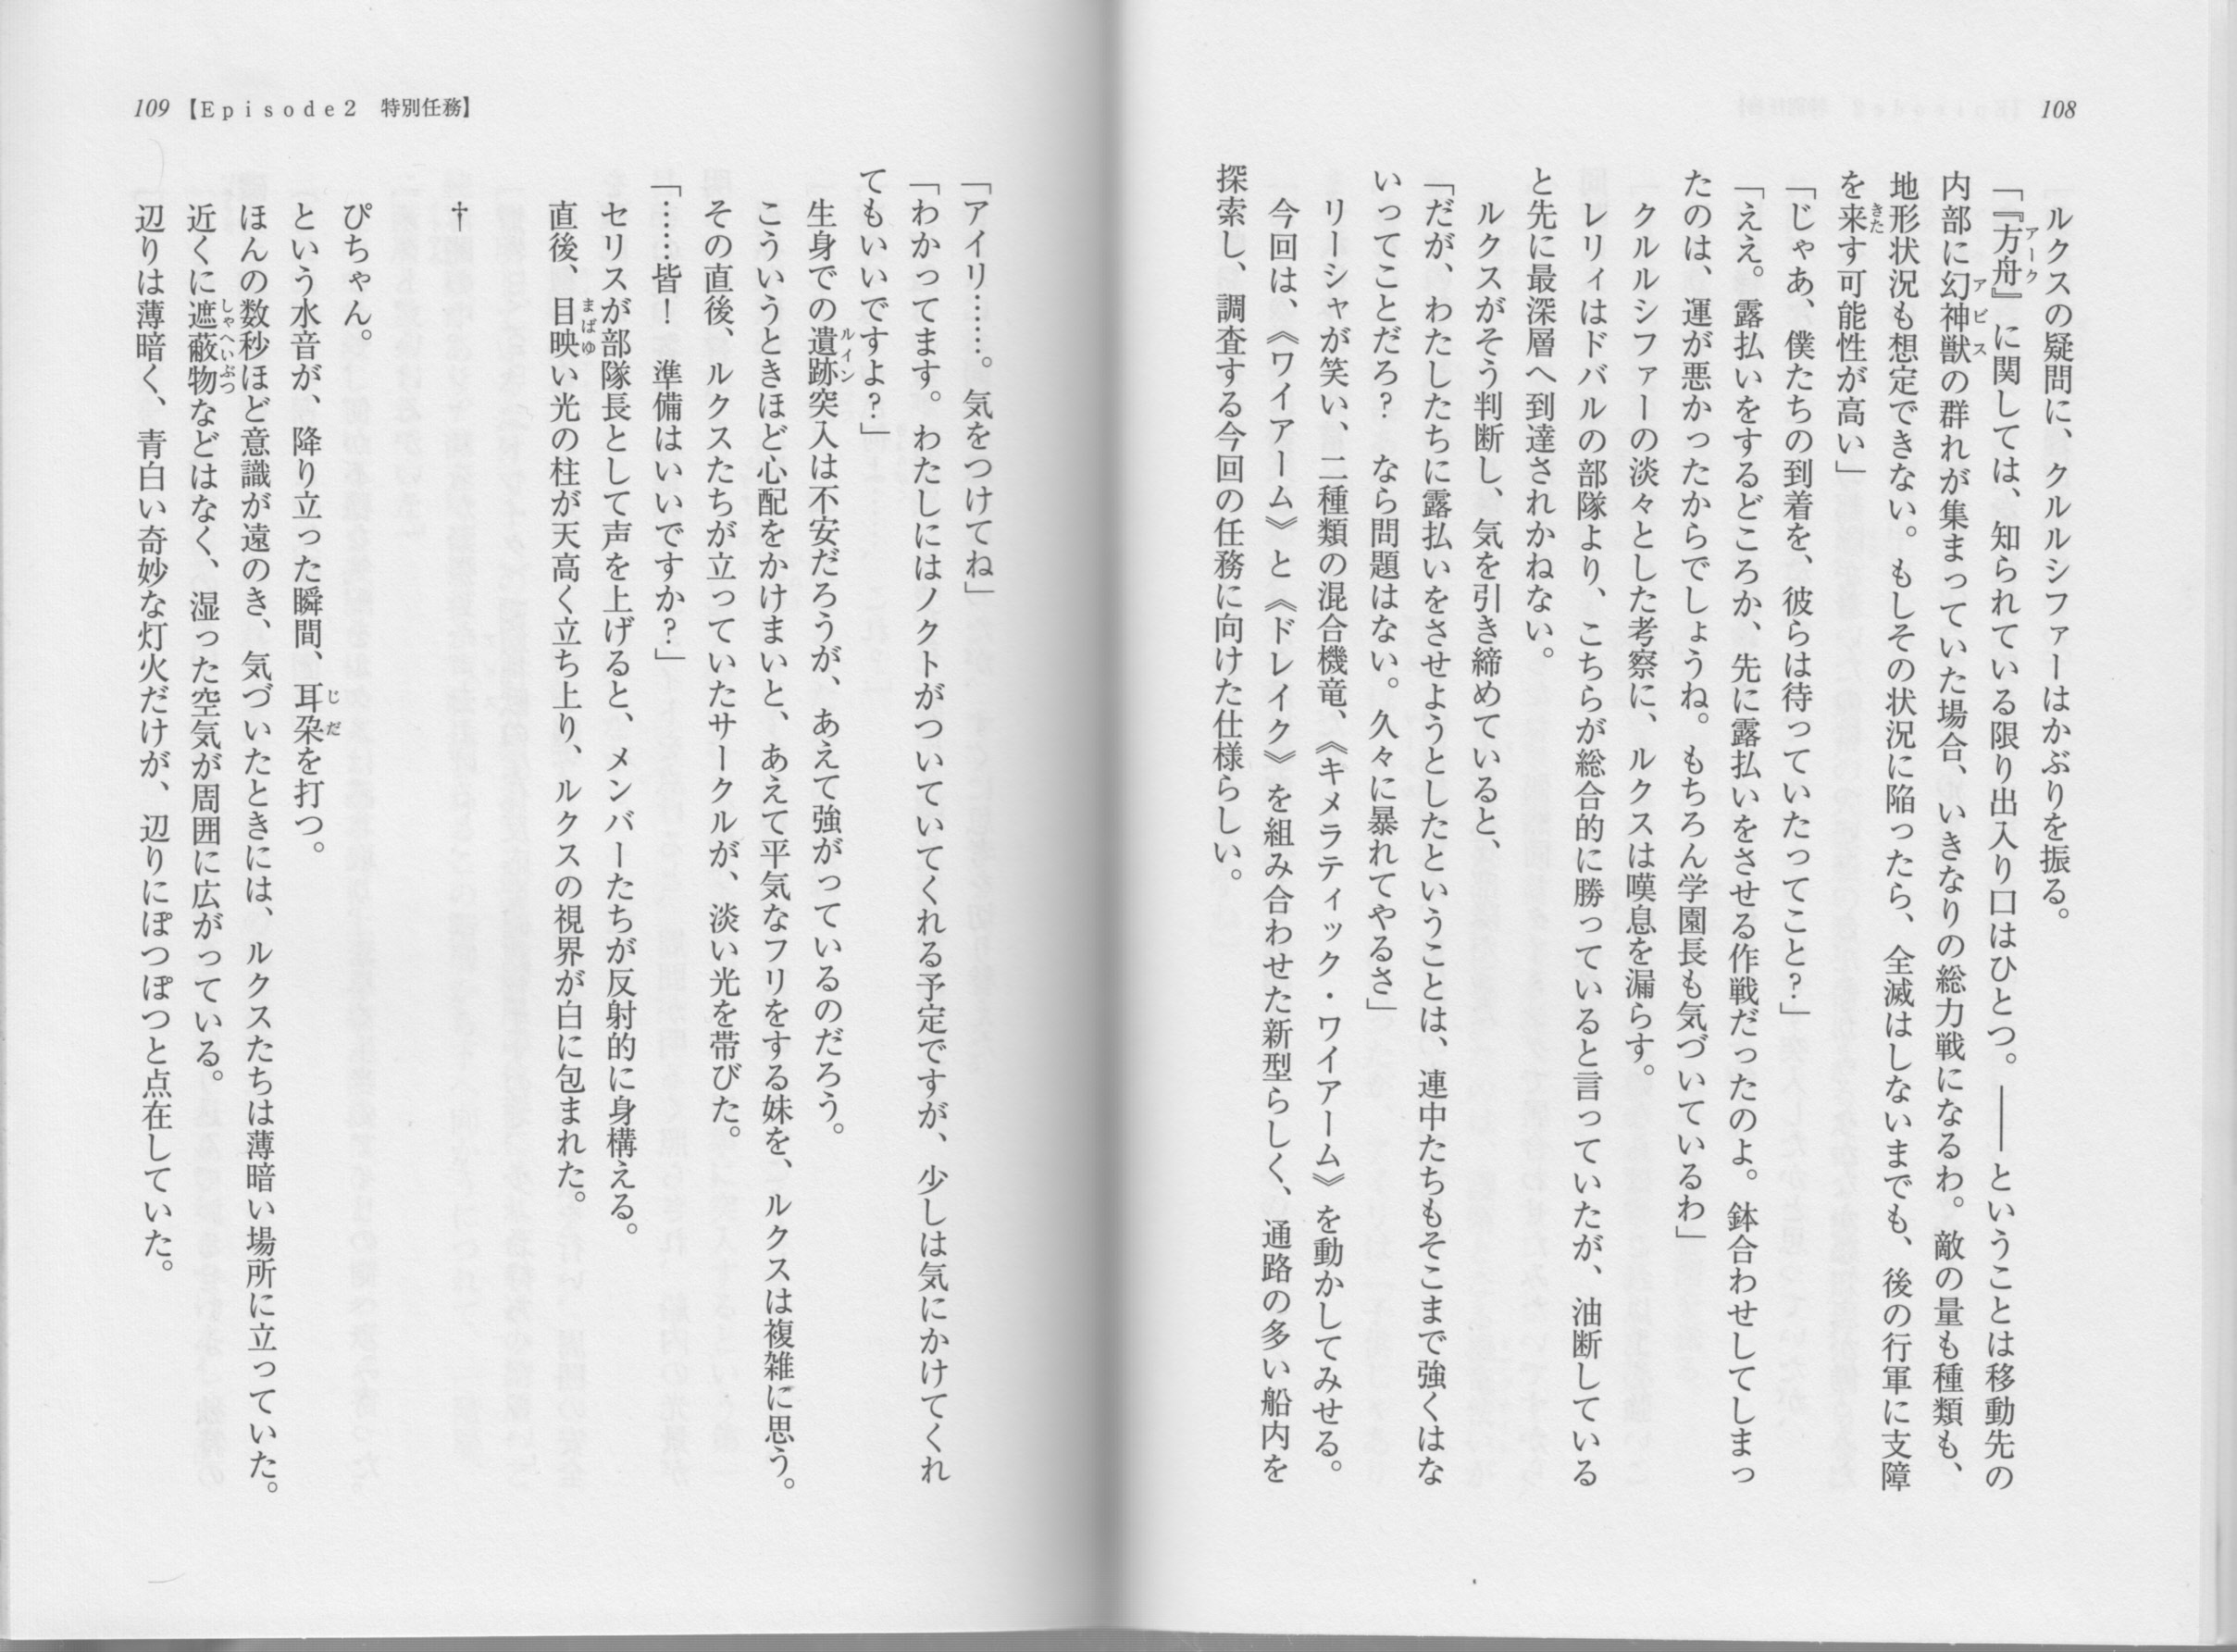 108
ルクスの疑問に、クルルシファーはかぶりを振る。
「『方舟』に関しては、知られている限り出入り口はひとつ。――ということは移動先の
アーク
内部に幻神獣の群れが集まっていた場合、いきなりの総力戦になるわ。敵の量も種類も、
アビス
地形状況も想定できない。もしその状況に陥ったら、全滅はしないまでも、後の行軍に支障
を来す可能性が高い」
きた
「じゃあ、僕たちの到着を、彼らは待っていたってこと?」
「ええ。露払いをするどころか、先に露払いをさせる作戦だったのよ。鉢合わせしてしまっ
たのは、運が悪かったからでしょうね。もちろん学園長も気づいているわ」
クルルシファーの淡々とした考察に、ルクスは嘆息を漏らす。
レリィはドバルの部隊より、こちらが総合的に勝っていると言っていたが、油断している
と先に最深層へ到達されかねない。
ルクスがそう判断し、気を引き締めていると、
「だが、わたしたちに露払いをさせようとしたということは、連中たちもそこまで強くはな
いってことだろ? なら問題はない。久々に暴れてやるさ」
リーシャが笑い、二種類の混合機竜、《キメラティック・ワイアーム》を動かしてみせる。
今回は、《ワイアーム》と《ドレイク》を組み合わせた新型らしく、通路の多い船内を
探索し、調査する今回の任務に向けた仕様らしい。
109 【Episode2 特別任務】
「アイリ……。気をつけてね」
「わかってます。わたしにはノクトがついていてくれる予定ですが、少しは気にかけてくれ
てもいいですよ?」
生身での遺跡突入は不安だろうが、あえて強がっているのだろう。
ルイン
こういうときほど心配をかけまいと、あえて平気なフリをする妹を、ルクスは複雑に思う。
その直後、ルクスたちが立っていたサークルが、淡い光を帯びた。
「……皆! 準備はいいですか?」
セリスが部隊長として声を上げると、メンバーたちが反射的に身構える。
直後、目映い光の柱が天高く立ち上り、ルクスの視界が白に包まれた。
まばゆ
†
ぴちゃん。
という水音が、降り立った瞬間、耳朶を打つ。
じだ
ほんの数秒ほど意識が遠のき、気づいたときには、ルクスたちは薄暗い場所に立っていた。
近くに遮蔽物などはなく、湿った空気が周囲に広がっている。
しゃへいぶつ
辺りは薄暗く、青白い奇妙な灯火だけが、辺りにぽつぽつと点在していた。